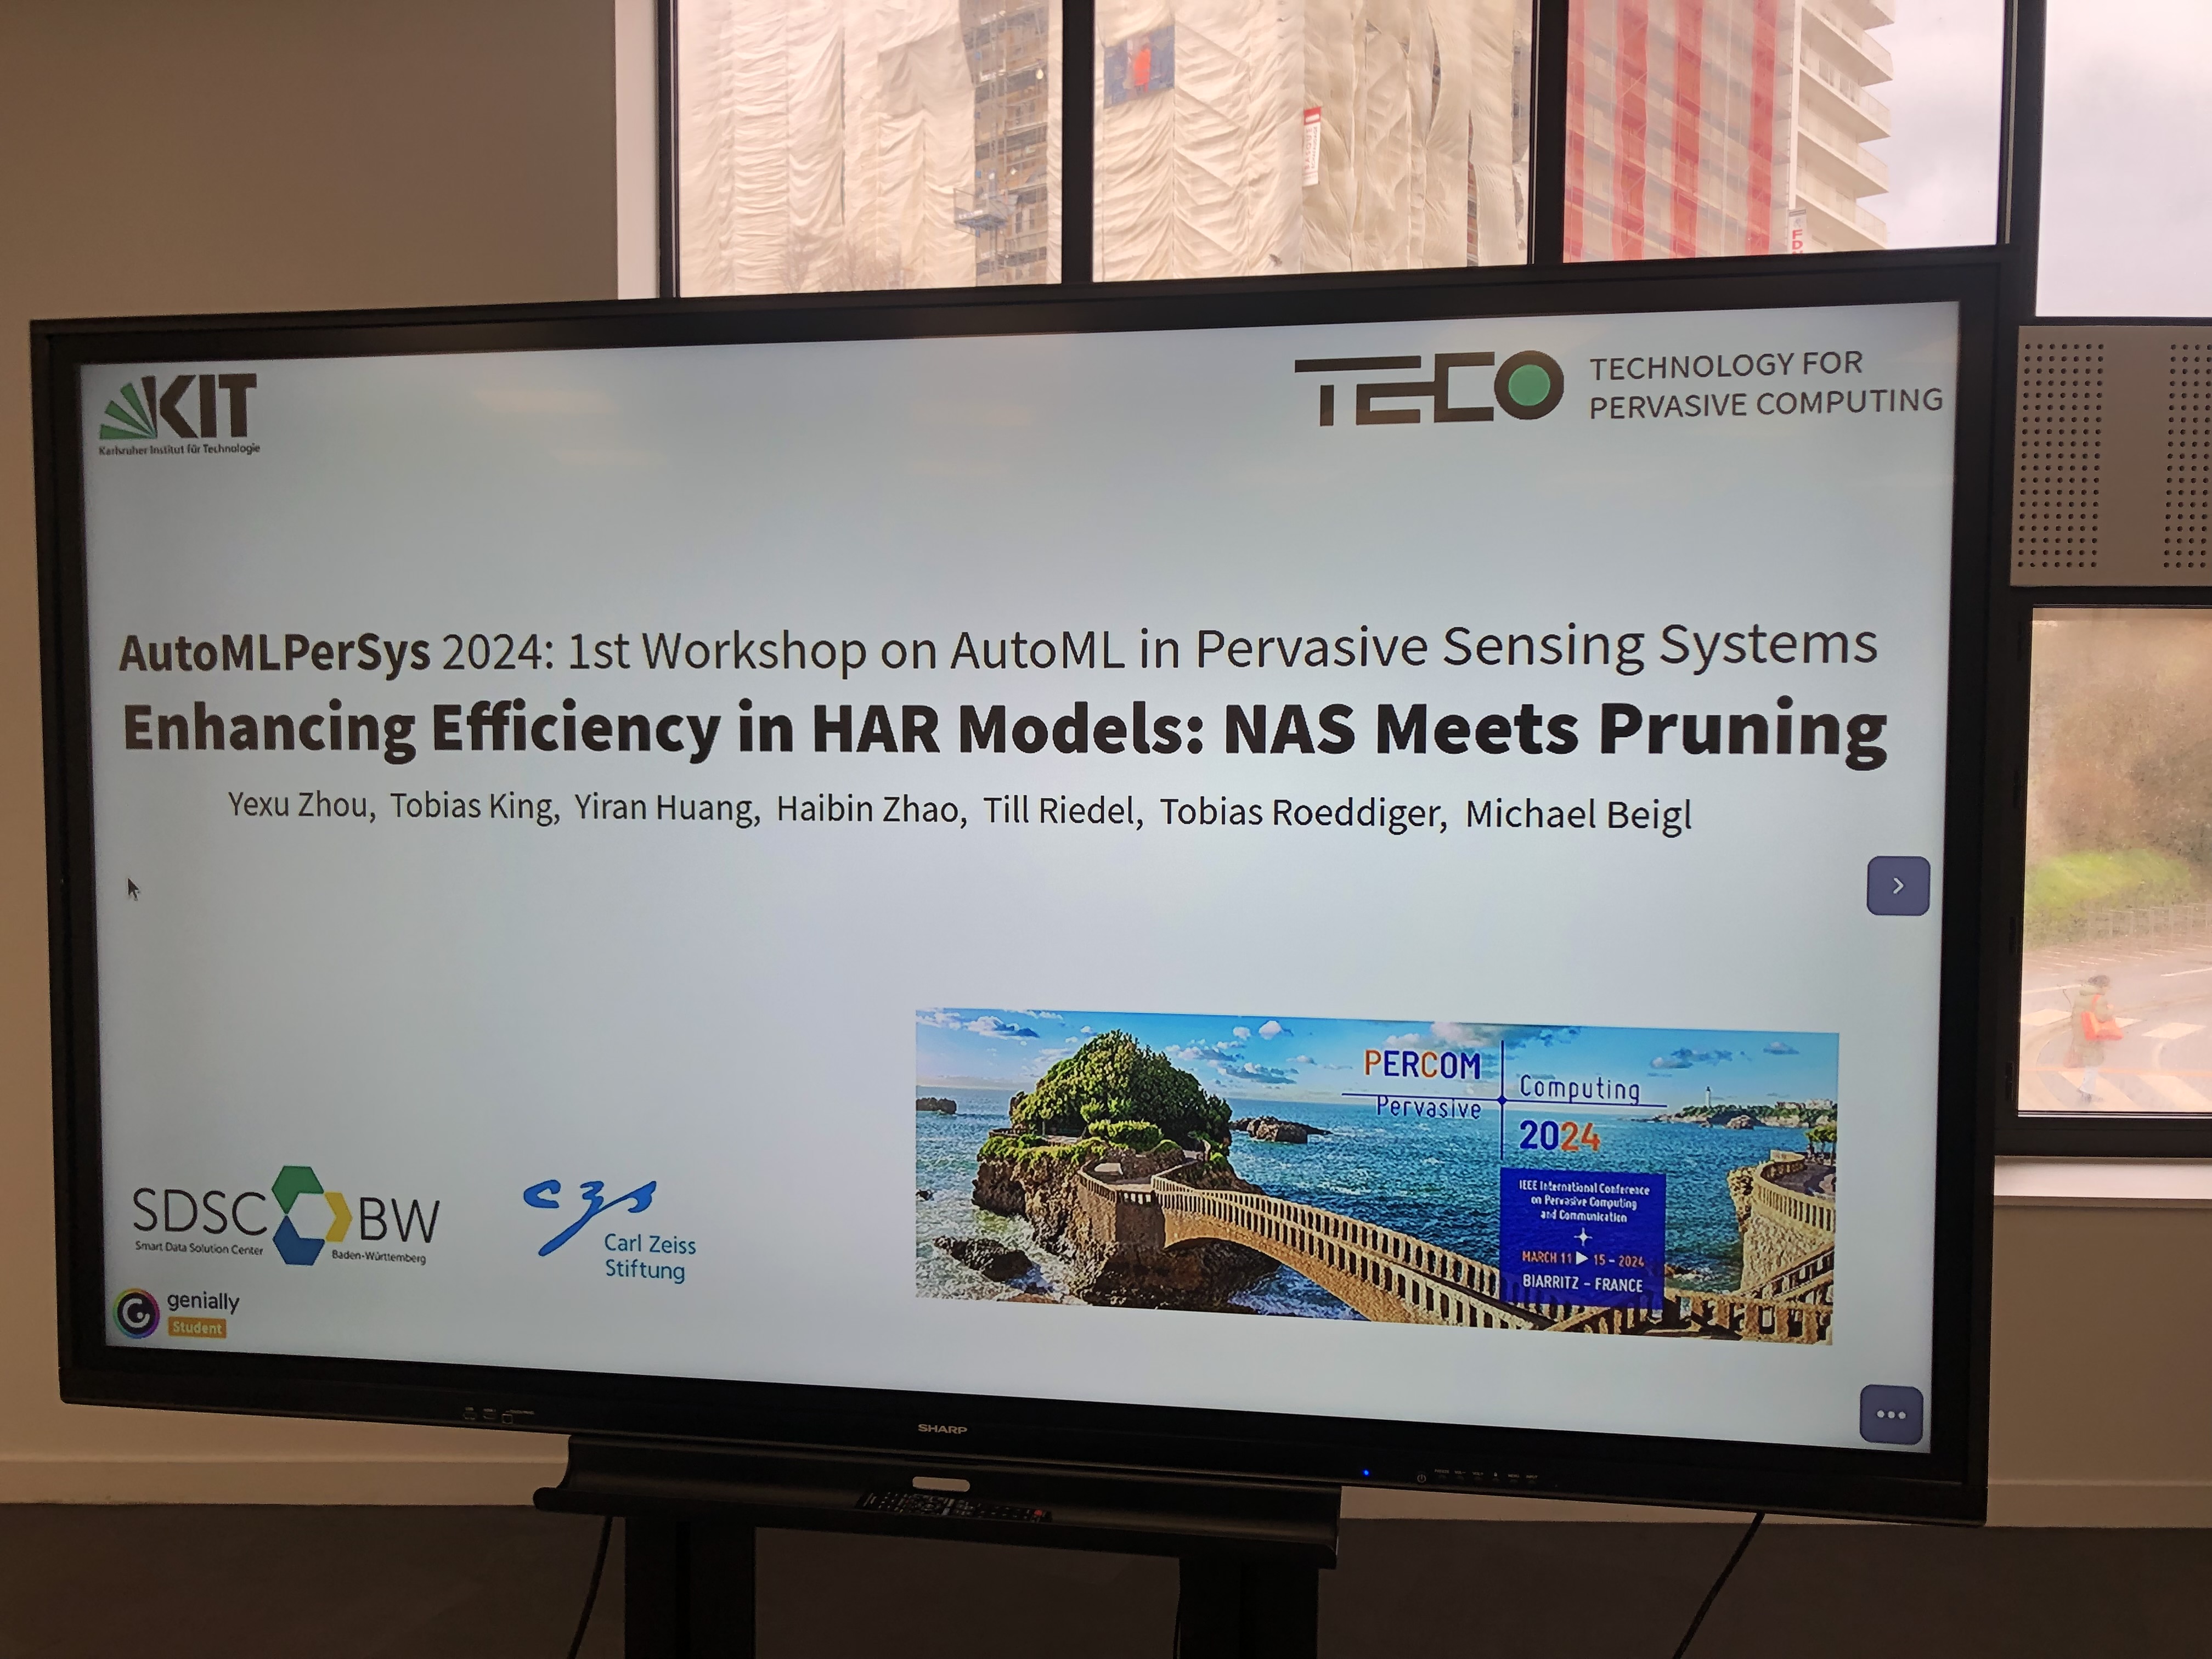 KIT
Karlsruher Institut für Technologie
TECO
TECHNOLOGY FOR
PERVASIVE COMPUTING
AutoMLPerSys 2024: 1st Workshop on AutoML in Pervasive Sensing Systems
Enhancing Efficiency in HAR Models: NAS Meets Pruning
Yexu Zhou, Tobias King, Yiran Huang, Haibin Zhao, Till Riedel, Tobias Roeddiger, Michael Beigl
PERCOM
Pervasive
Computing
2024
IEEE International Conference
on Pervasive Computing
and Communication
MARCH 11 ▶ 15 - 2024
BIARRITZ - FRANCE
SDSC BW
Smart Data Solution Center
Baden-Württemberg
czs
Carl Zeiss
Stiftung
genially
Student
SHARP